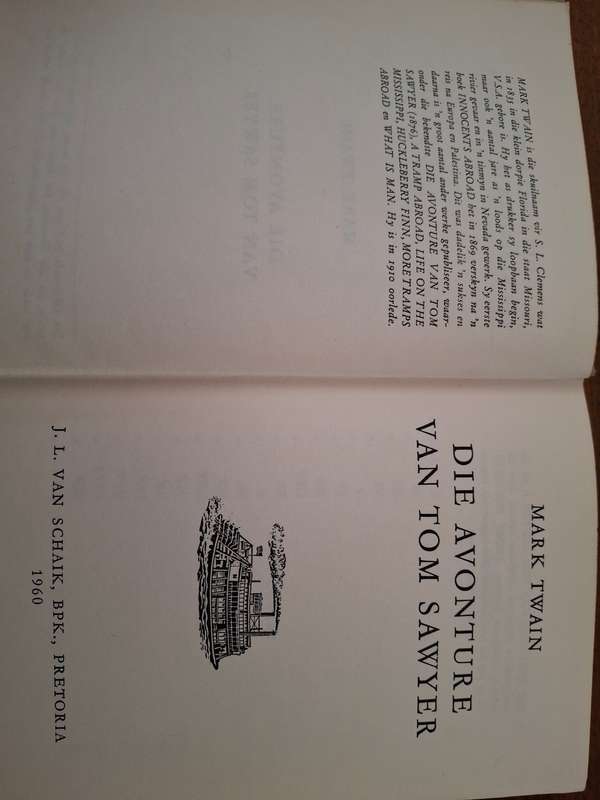 MARK TWAIN is die skuilnaam vir S. L. Clemens wat
in 1835 in die klein dorpie Florida in die staat Missouri,
V.S.A. gebore is. Hy het as drukker sy loopbaan begin,
maar ook 'n aantal jare as 'n loods op die Mississippi
rivier gevaar en in 'n tinmyn in Nevada gewerk. Sy eerste
boek INNOCENTS ABROAD het in 1869 verskyn na 'n
reis na Europa en Palestina. Dit was dadelik 'n sukses en
daarna is 'n groot aantal ander werke gepubliseer, waar-
onder die bekendste DIE AVONTURE VAN TOM
SAWYER (1876), A TRAMP ABROAD, LIFE ON THE
MISSISSIPPI, HUCKLEBERRY FINN, MORE TRAMPS
ABROAD en WHAT IS MAN. Hy is in 1910 oorlede.
MARK TWAIN
DIE AVONTURE
VAN TOM SAWYER
J. L. VAN SCHAIK, BPK., PRETORIA
1960